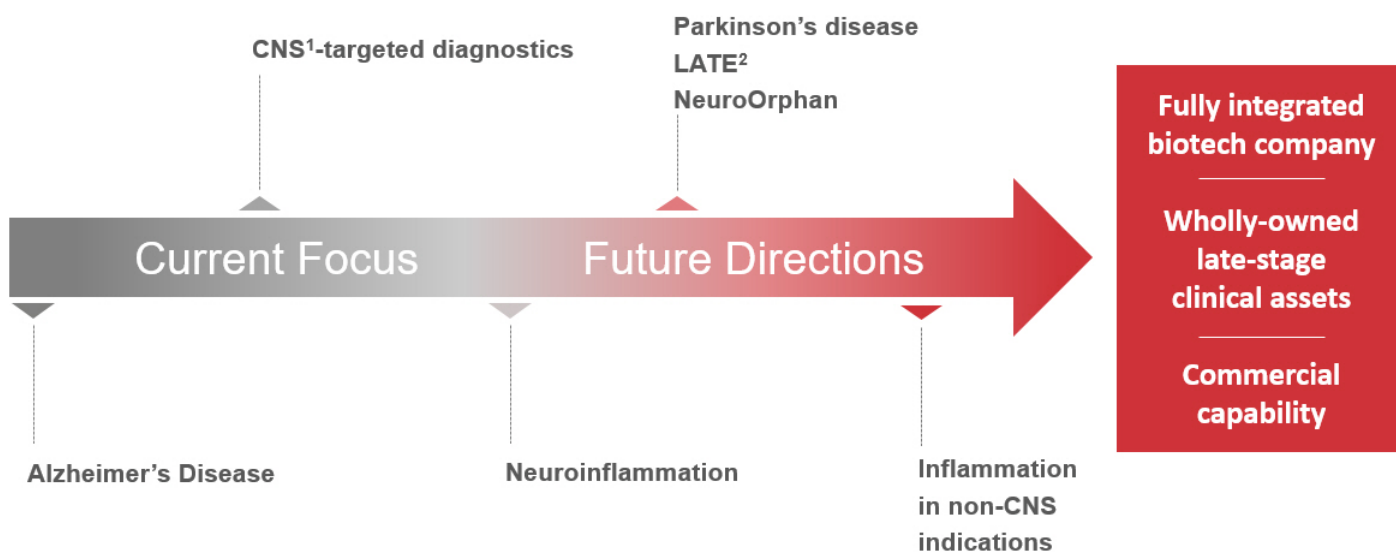 CNS¹-targeted diagnostics
Parkinson’s disease
LATE²
NeuroOrphan
Current Focus
Future Directions
Alzheimer’s Disease
Neuroinflammation
Inflammation
in non-CNS
indications
Fully integrated
biotech company
Wholly-owned
late-stage
clinical assets
Commercial
capability